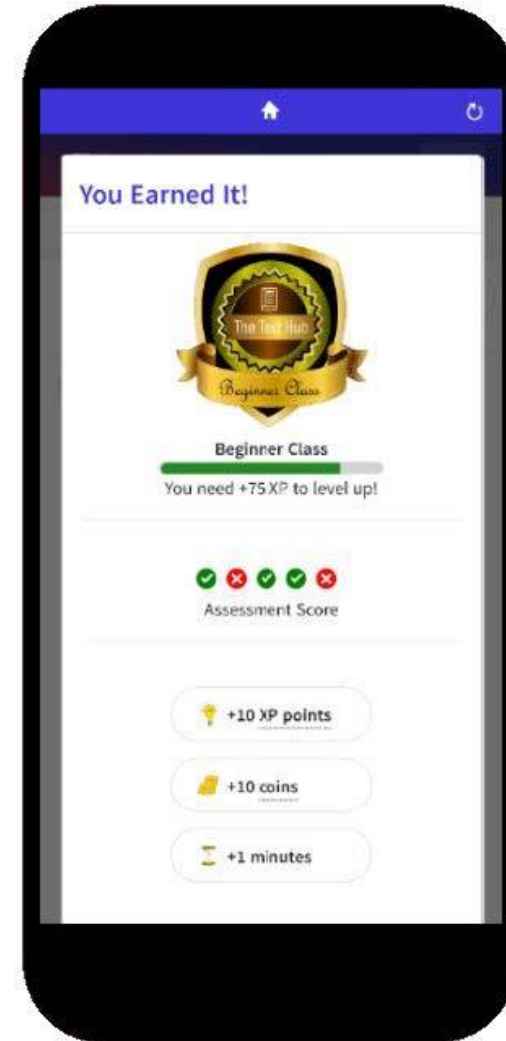 You Earned It!
The Text Hub
Beginner Class
Beginner Class
You need +75 XP to level up!
Assessment Score
+10 XP points
+10 coins
+1 minutes